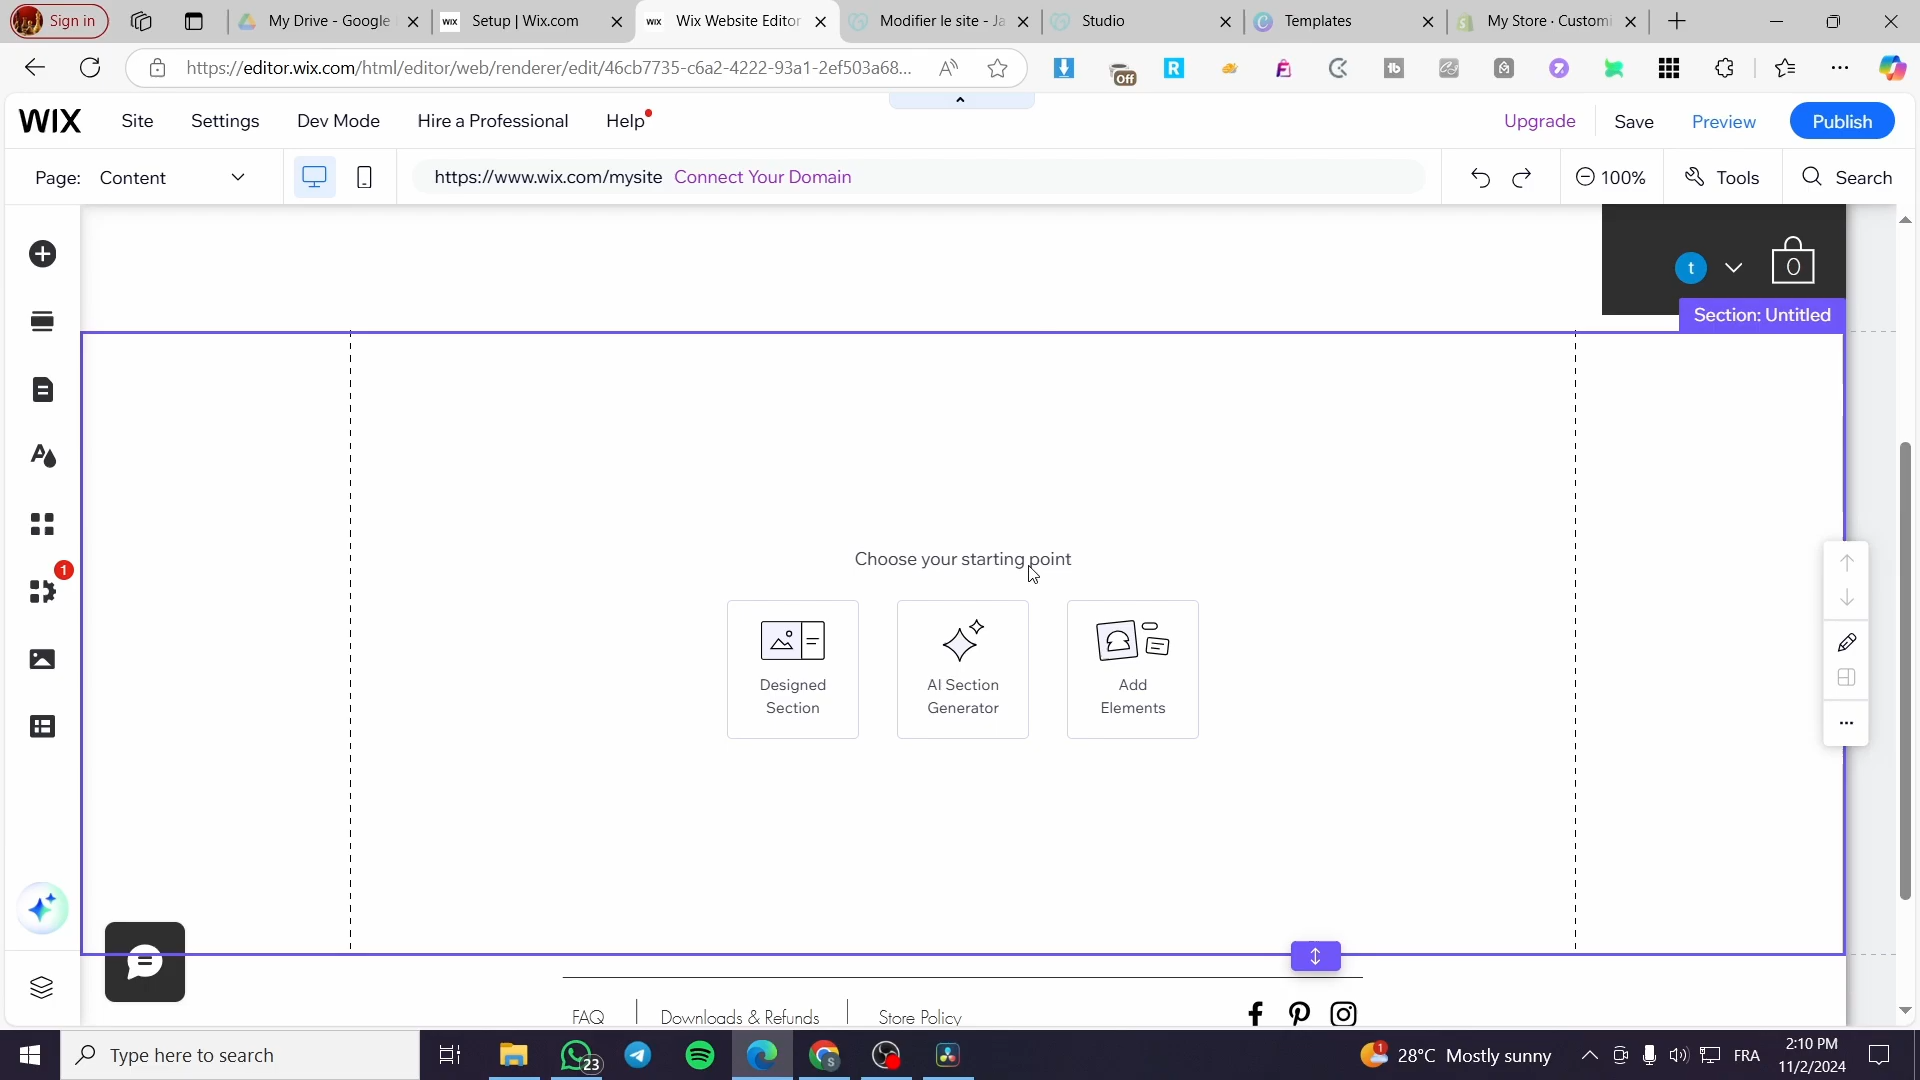 Sign in
My Drive - Google
Setup | Wix.com
Wix Website Editor
Modifier le site - Ja
Studio
Templates
My Store · Customi
https://editor.wix.com/html/editor/web/renderer/edit/46cb7735-c6a2-4222-93a1-2ef503a68...
Off
WIX
Site
Settings
Dev Mode
Hire a Professional
Help
Upgrade
Save
Preview
Publish
Page: Content
https://www.wix.com/mysite Connect Your Domain
100%
Tools
Search
t
0
Section: Untitled
1
Choose your starting point
Designed
Section
AI Section
Generator
Add
Elements
FAQ
Downloads & Refunds
Store Policy
Type here to search
23
1
28°C Mostly sunny
FRA
2:10 PM
11/2/2024